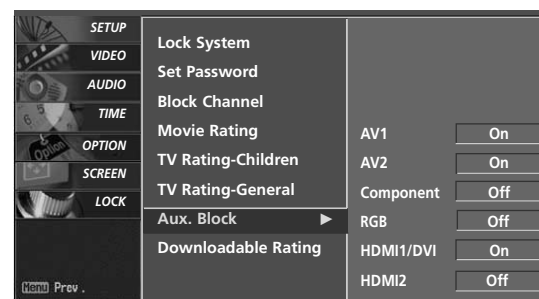 SETUP
VIDEO
AUDIO
TIME
OPTION
SCREEN
LOCK
Menu Prev.
Lock System
Set Password
Block Channel
Movie Rating
TV Rating-Children
TV Rating-General
Aux. Block ►
Downloadable Rating
AV1 On
AV2 On
Component Off
RGB Off
HDMI1/DVI On
HDMI2 Off
Option